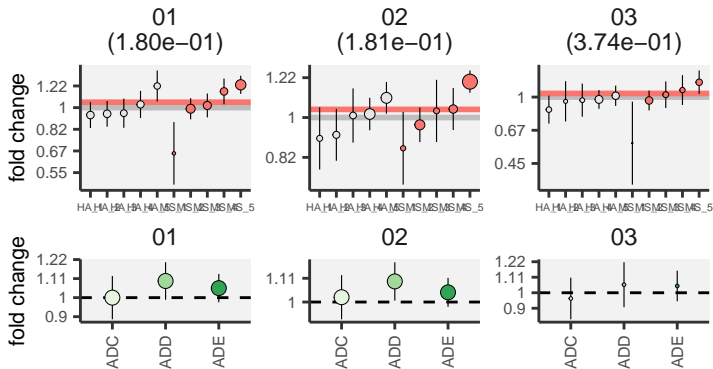 01
(1.80e−01)
02
(1.81e−01)
03
(3.74e−01)
fold change
1.22
1
0.82
0.67
0.55
1.22
1
0.82
1
0.67
0.45
01
02
03
fold change
1.22
1.11
1
0.9
1.11
1
1.22
1.11
1
0.9
ADC
ADD
ADE
ADC
ADD
ADE
ADC
ADD
ADE